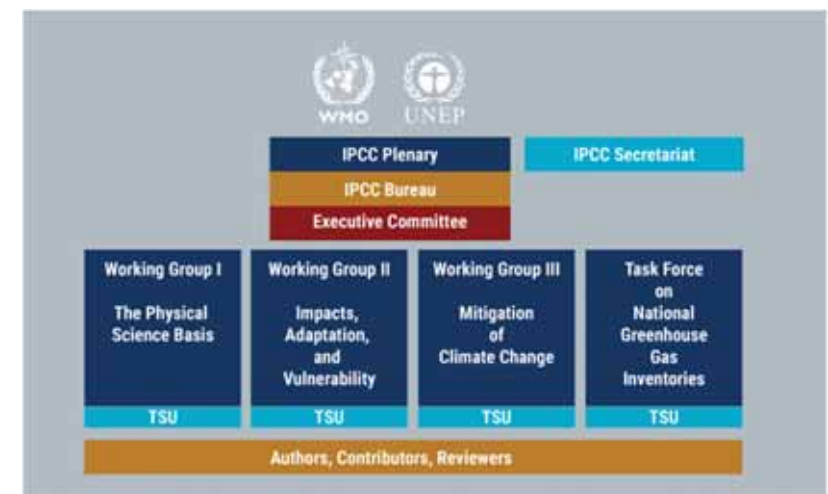 WMO UNEP
IPCC Plenary
IPCC Secretariat
IPCC Bureau
Executive Committee
Working Group I
The Physical
Science Basis
TSU
Working Group II
Impacts,
Adaptation,
and
Vulnerability
TSU
Working Group III
Mitigation
of
Climate Change
TSU
Task Force
on
National
Greenhouse
Gas
Inventories
TSU
Authors, Contributors, Reviewers